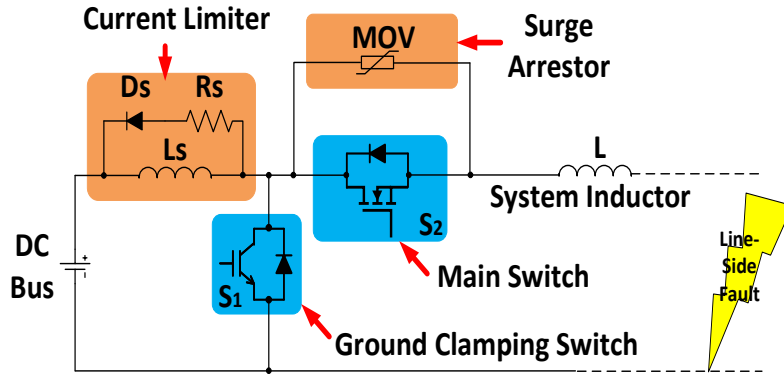 Current Limiter
MOV
Surge
Arrestor
Ds
Rs
Ls
L
System Inductor
S2
DC
Bus
+
-
S1
Main Switch
Ground Clamping Switch
Line-
Side
Fault